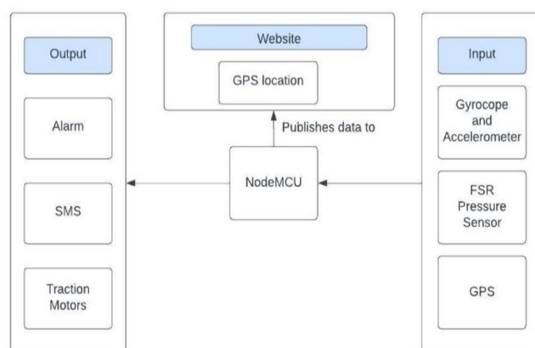 Output
Alarm
SMS
Traction
Motors
Website
GPS location
Publishes data to
NodeMCU
Input
Gyrocope
and
Accelerometer
FSR
Pressure
Sensor
GPS